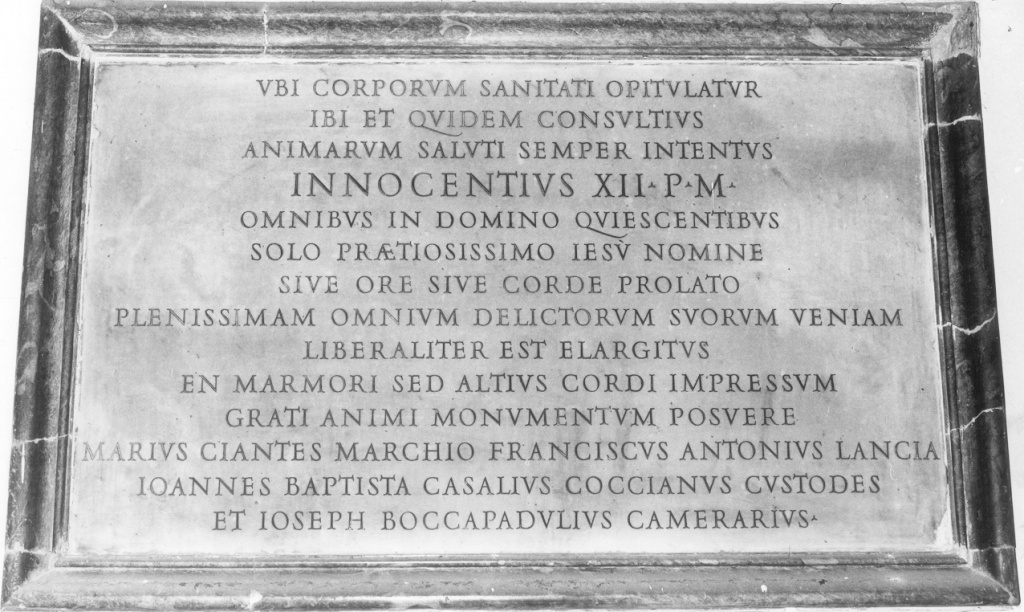 VBI CORPORVM SANITATI OPITVLATVR
IBI ET QVIDEM CONSVLTIVS
ANIMARVM SALVTI SEMPER INTENTVS
INNOCENTIVS XII·P·M·
OMNIBVS IN DOMINO QVIESCENTIBVS
SOLO PRÆTIOSISSIMO IESV̀ NOMINE
SIVE ORE SIVE CORDE PROLATO
PLENISSIMAM OMNIVM DELICTORVM SVORVM VENIAM
LIBERALITER EST ELARGITVS
EN MARMORI SED ALTIVS CORDI IMPRESSVM
GRATI ANIMI MONVMENTVM POSVERE
MARIVS CIANTES MARCHIO FRANCISCVS ANTONIVS LANCIA
IOANNES BAPTISTA CASALIVS COCCIANVS CVSTODES
ET IOSEPH BOCCAPADVLIVS CAMERARIVS·